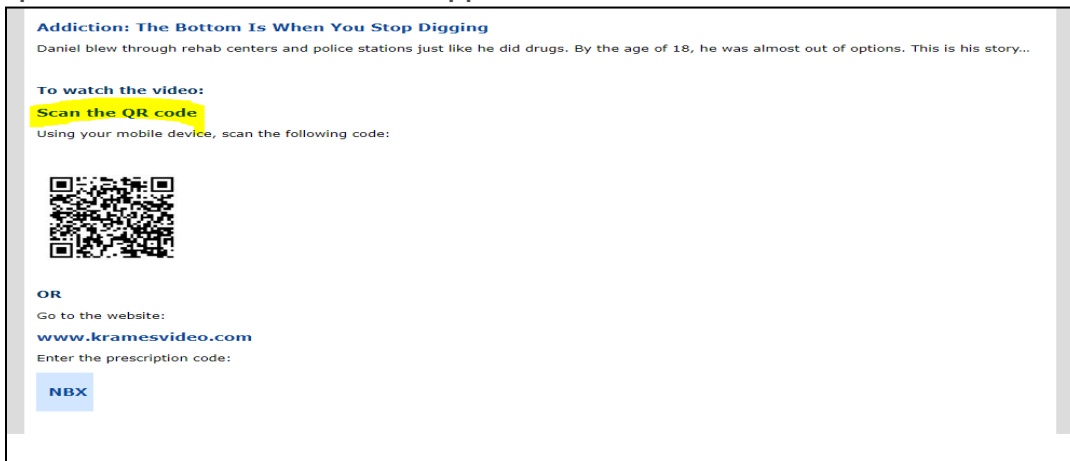 Addiction: The Bottom Is When You Stop Digging
Daniel blew through rehab centers and police stations just like he did drugs. By the age of 18, he was almost out of options. This is his story...
To watch the video:
Scan the QR code
Using your mobile device, scan the following code:
OR
Go to the website:
www.kramesvideo.com
Enter the prescription code:
NBX